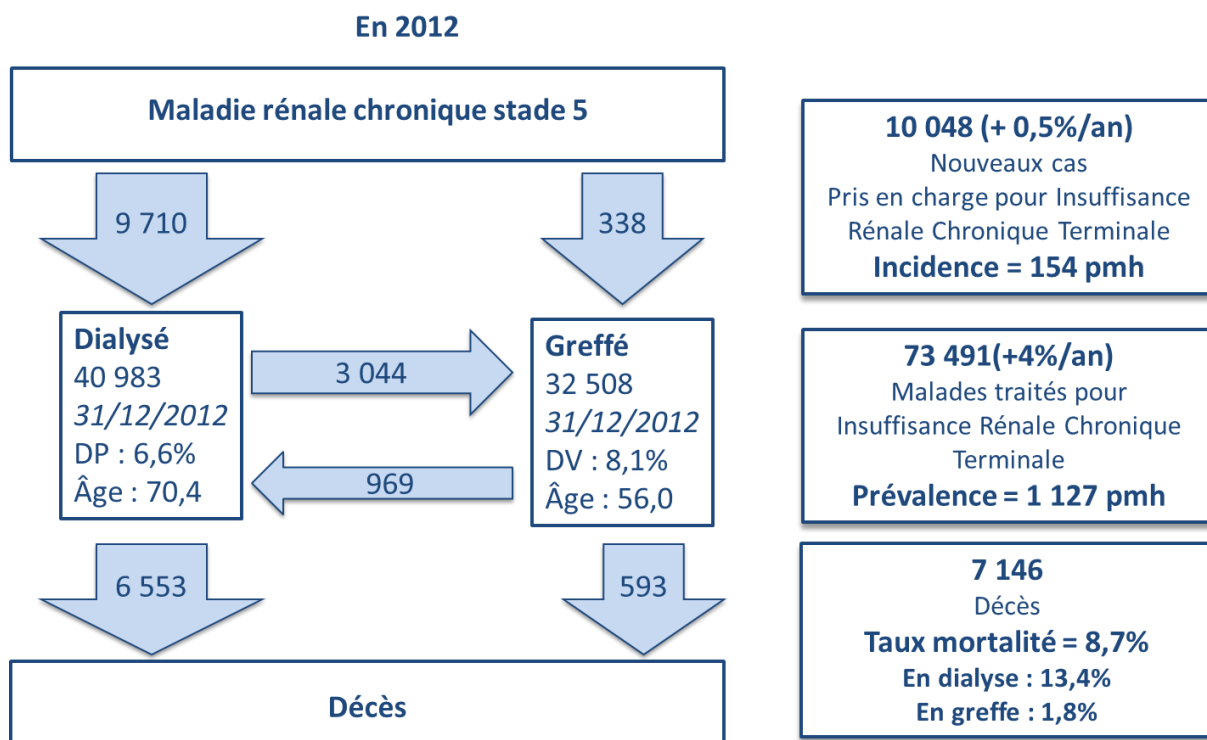 En 2012
Maladie rénale chronique stade 5
9 710
338
Dialysé
40 983
31/12/2012
DP : 6,6%
Âge : 70,4
3 044
969
Greffé
32 508
31/12/2012
DV : 8,1%
Âge : 56,0
6 553
593
Décès
10 048 (+ 0,5%/an)
Nouveaux cas
Pris en charge pour Insuffisance
Rénale Chronique Terminale
Incidence = 154 pmh
73 491(+4%/an)
Malades traités pour
Insuffisance Rénale Chronique
Terminale
Prévalence = 1 127 pmh
7 146
Décès
Taux mortalité = 8,7%
En dialyse : 13,4%
En greffe : 1,8%